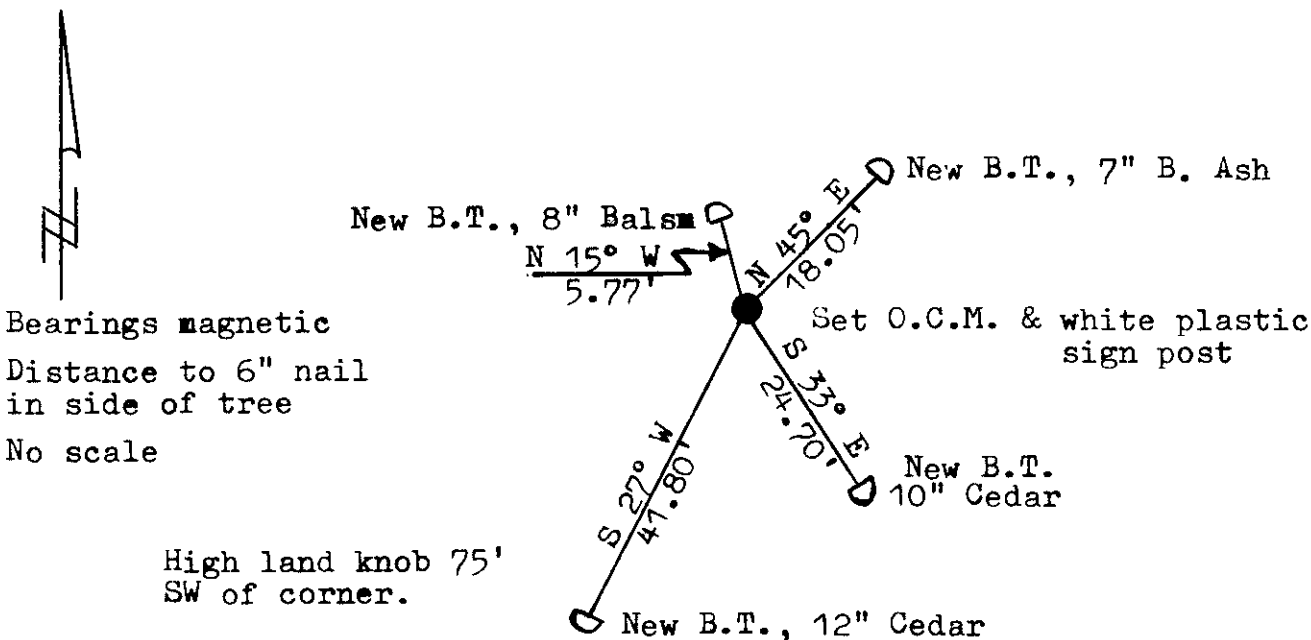 New B.T., 7" B. Ash
New B.T., 8" Balsm
N 15° W
5.77'
N 45° E
18.05'
Bearings magnetic
Distance to 6" nail
in side of tree
No scale
Set O.C.M. & white plastic
sign post
S 33° E
24.70'
New B.T.
10" Cedar
S 27° W
41.80'
High land knob 75'
SW of corner.
New B.T., 12" Cedar